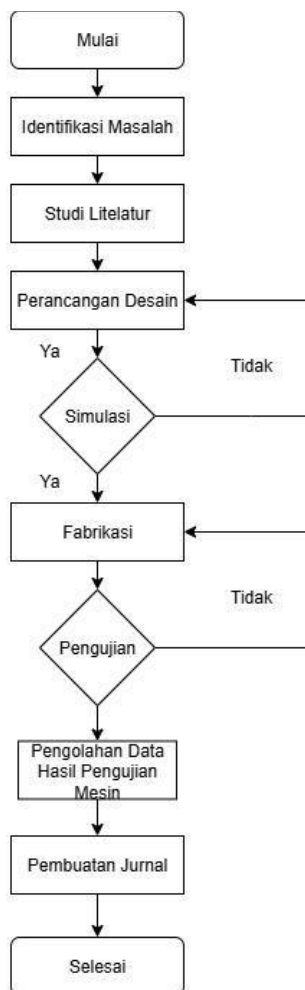 Mulai
Identifikasi Masalah
Studi Litelatur
Perancangan Desain
Ya
Tidak
Simulasi
Ya
Fabrikasi
Tidak
Pengujian
Pengolahan Data
Hasil Pengujian
Mesin
Pembuatan Jurnal
Selesai